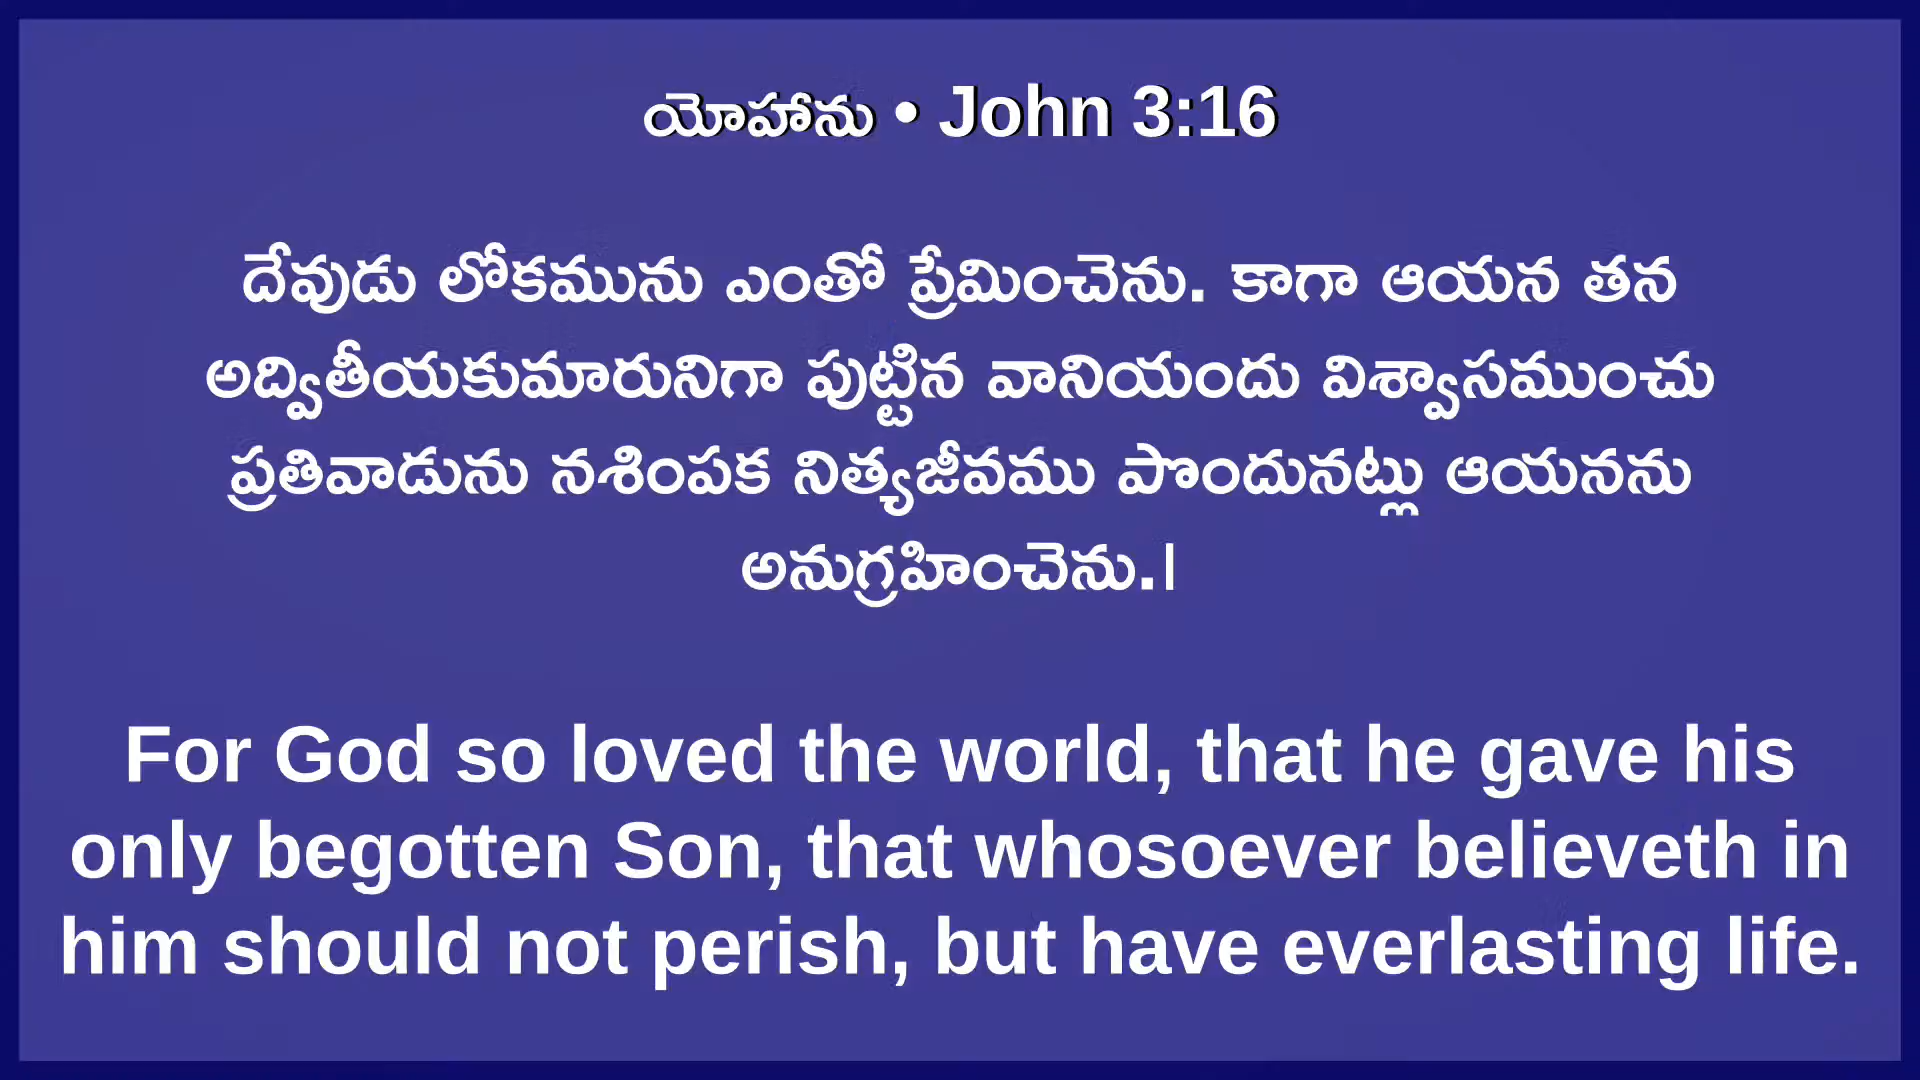 యోహాను • John 3:16
దేవుడు లోకమును ఎంతో ప్రేమించెను. కాగా ఆయన తన
అద్వితీయకుమారునిగా పుట్టిన వానియందు విశ్వాసముంచు
ప్రతివాడును నశింపక నిత్యజీవము పొందునట్లు ఆయనను
అనుగ్రహించెను.।
For God so loved the world, that he gave his
only begotten Son, that whosoever believeth in
him should not perish, but have everlasting life.